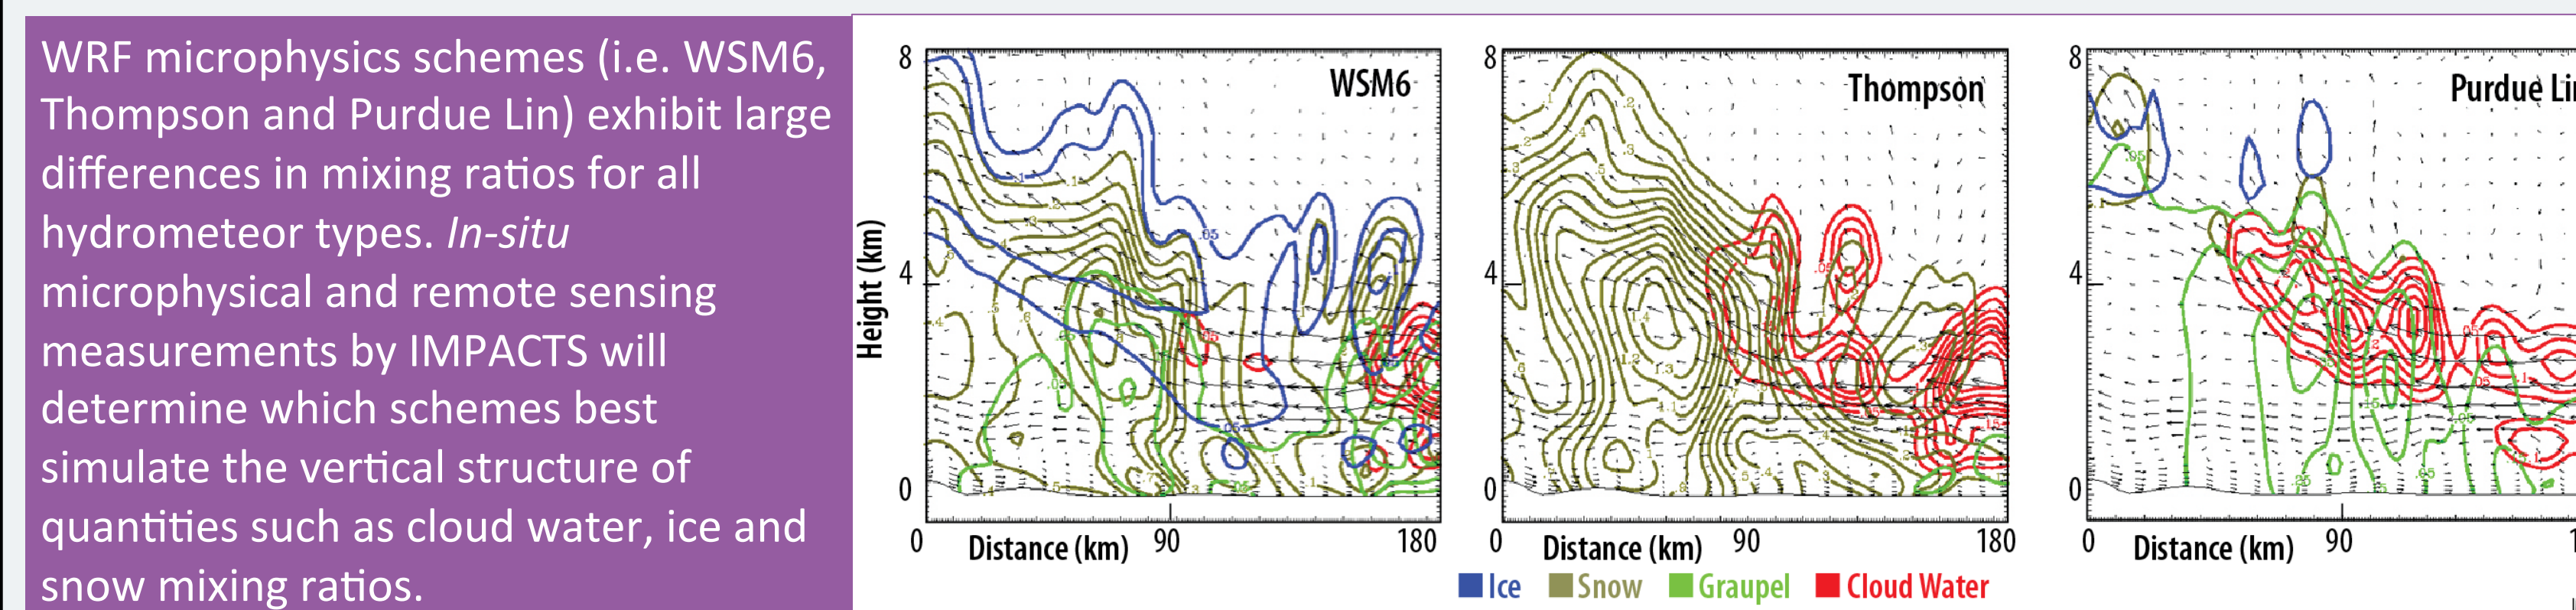 WRF microphysics schemes (i.e. WSM6,
Thompson and Purdue Lin) exhibit large
differences in mixing ratios for all
hydrometeor types. In-situ
microphysical and remote sensing
measurements by IMPACTS will
determine which schemes best
simulate the vertical structure of
quantities such as cloud water, ice and
snow mixing ratios.
8
4
0
Height (km)
WSM6
0
Distance (km)
90
180
8
4
0
Thompson
0
Distance (km)
90
180
8
4
0
Purdue Lin
0
Distance (km)
90
Ice
Snow
Graupel
Cloud Water